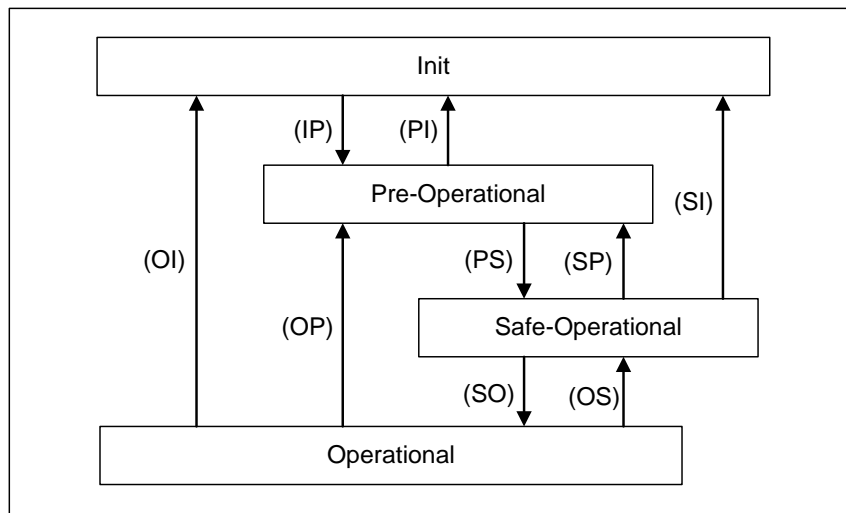 Init
(IP)
(PI)
Pre-Operational
(SI)
(OI)
(PS)
(SP)
(OP)
Safe-Operational
(SO)
(OS)
Operational